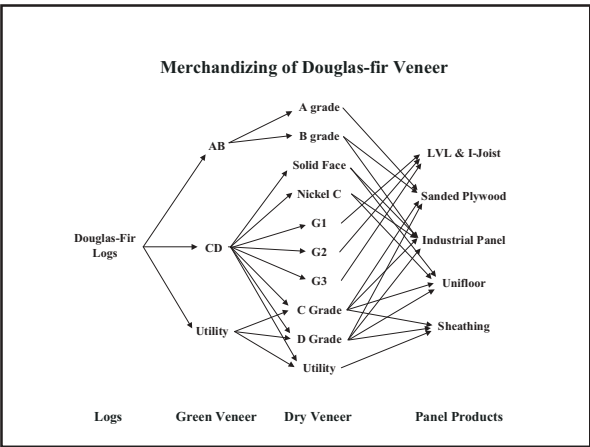 Merchandizing of Douglas-fir Veneer
A grade
B grade
AB
LVL & I-Joist
Solid Face
Nickel C
Sanded Plywood
G1
Douglas-Fir
Logs
CD
G2
Industrial Panel
G3
Unifloor
C Grade
Utility
D Grade
Sheathing
Utility
Logs Green Veneer Dry Veneer Panel Products